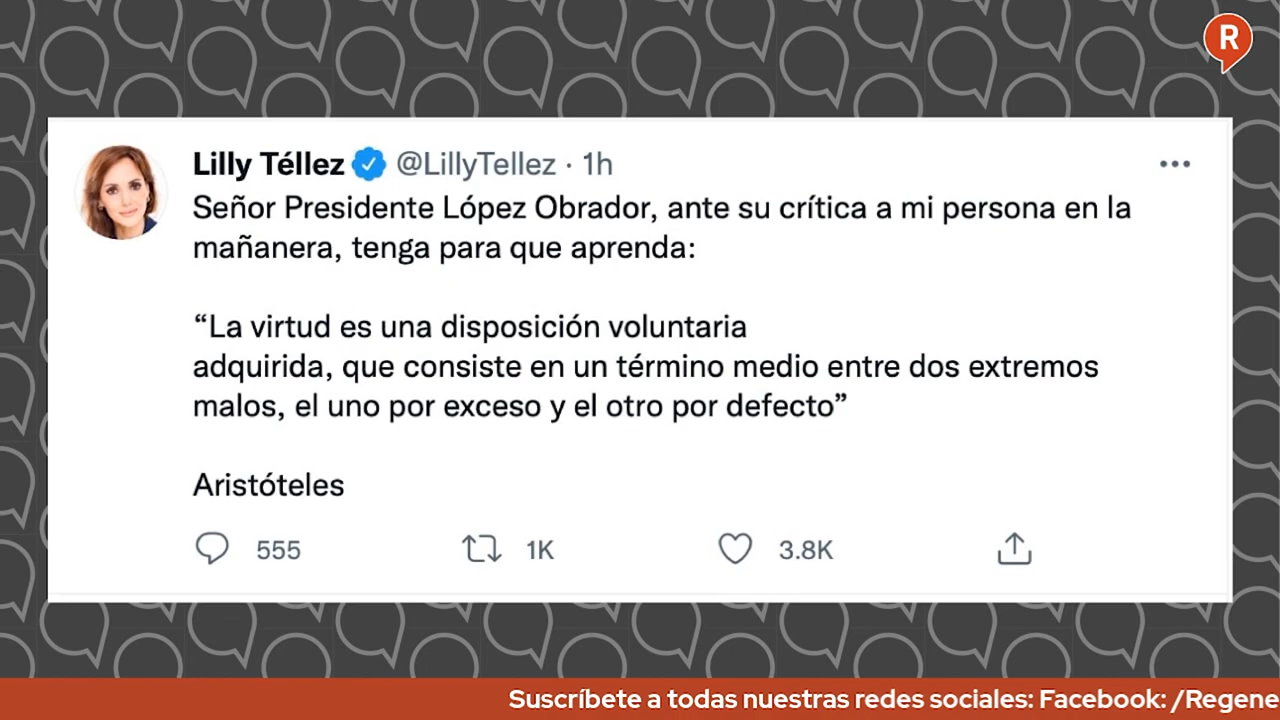 R
Lilly Téllez @LillyTellez · 1h
Señor Presidente López Obrador, ante su crítica a mi persona en la
mañanera, tenga para que aprenda:
“La virtud es una disposición voluntaria
adquirida, que consiste en un término medio entre dos extremos
malos, el uno por exceso y el otro por defecto”
Aristóteles
555 1K 3.8K
Suscríbete a todas nuestras redes sociales: Facebook: /Regene